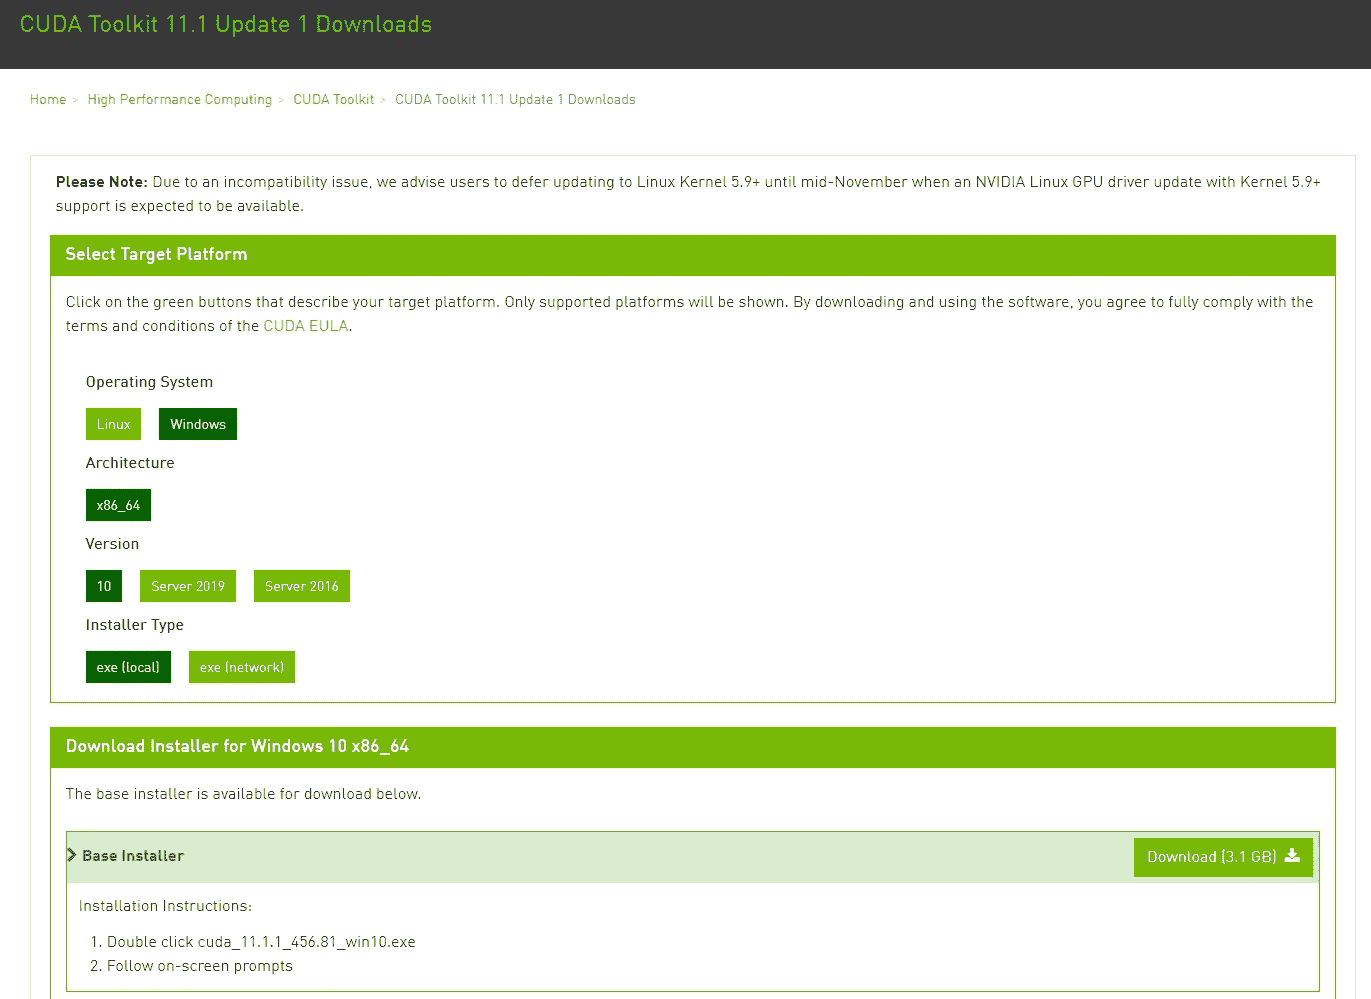 CUDA Toolkit 11.1 Update 1 Downloads
Home > High Performance Computing > CUDA Toolkit > CUDA Toolkit 11.1 Update 1 Downloads
Please Note: Due to an incompatibility issue, we advise users to defer updating to Linux Kernel 5.9+ until mid-November when an NVIDIA Linux GPU driver update with Kernel 5.9+
support is expected to be available.
Select Target Platform
Click on the green buttons that describe your target platform. Only supported platforms will be shown. By downloading and using the software, you agree to fully comply with the
terms and conditions of the CUDA EULA.
Operating System
Linux Windows
Architecture
x86_64
Version
10 Server 2019 Server 2016
Installer Type
exe (local) exe (network)
Download Installer for Windows 10 x86_64
The base installer is available for download below.
Base Installer Download (3.1 GB)
Installation Instructions:
1. Double click cuda_11.1.1_456.81_win10.exe
2. Follow on-screen prompts